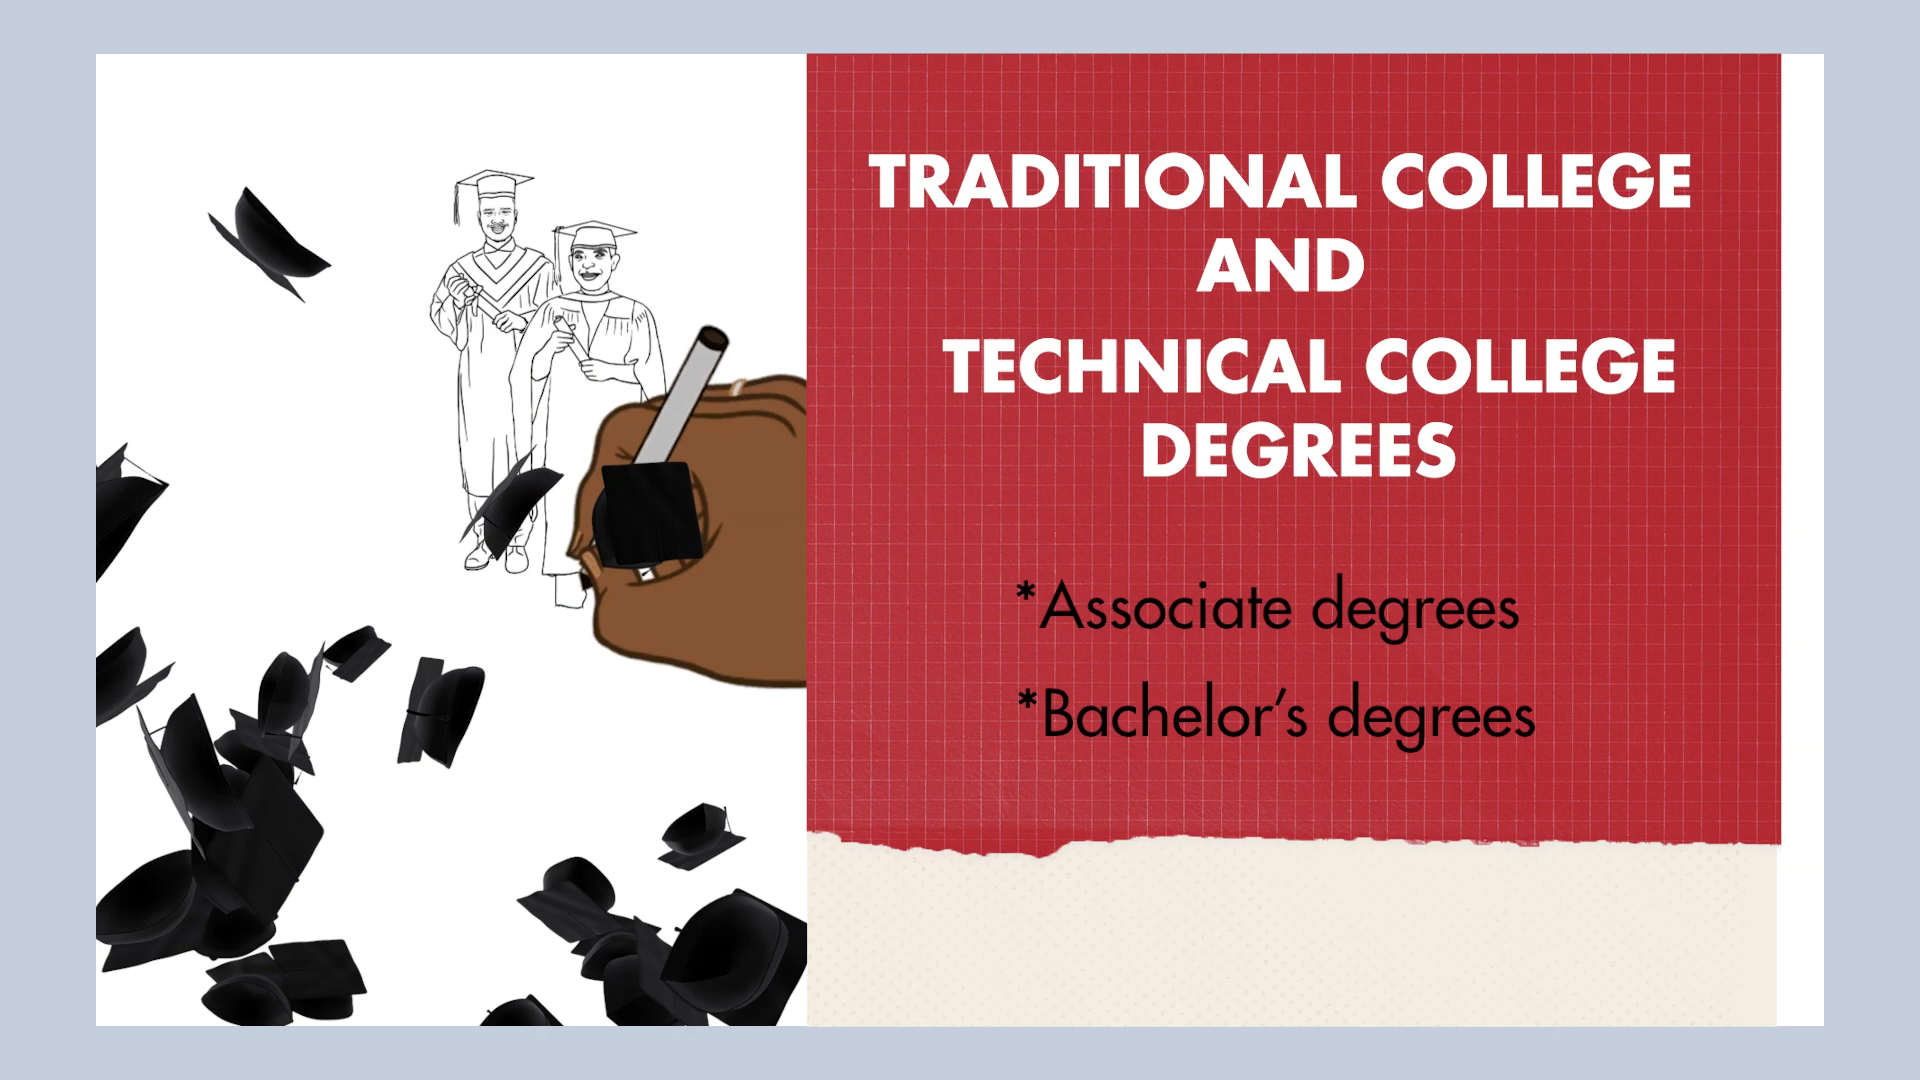 TRADITIONAL COLLEGE
AND
TECHNICAL COLLEGE
DEGREES
*Associate degrees
*Bachelor’s degrees